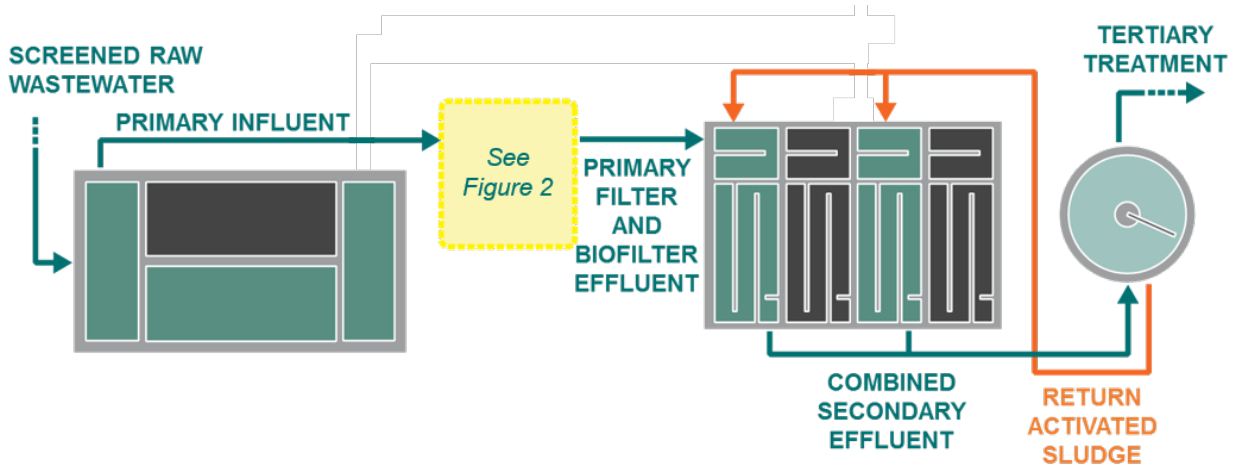 SCREENED RAW
WASTEWATER
PRIMARY INFLUENT
See
Figure 2
PRIMARY
FILTER
AND
BIOFILTER
EFFLUENT
TERTIARY
TREATMENT
COMBINED
SECONDARY
EFFLUENT
RETURN
ACTIVATED
SLUDGE